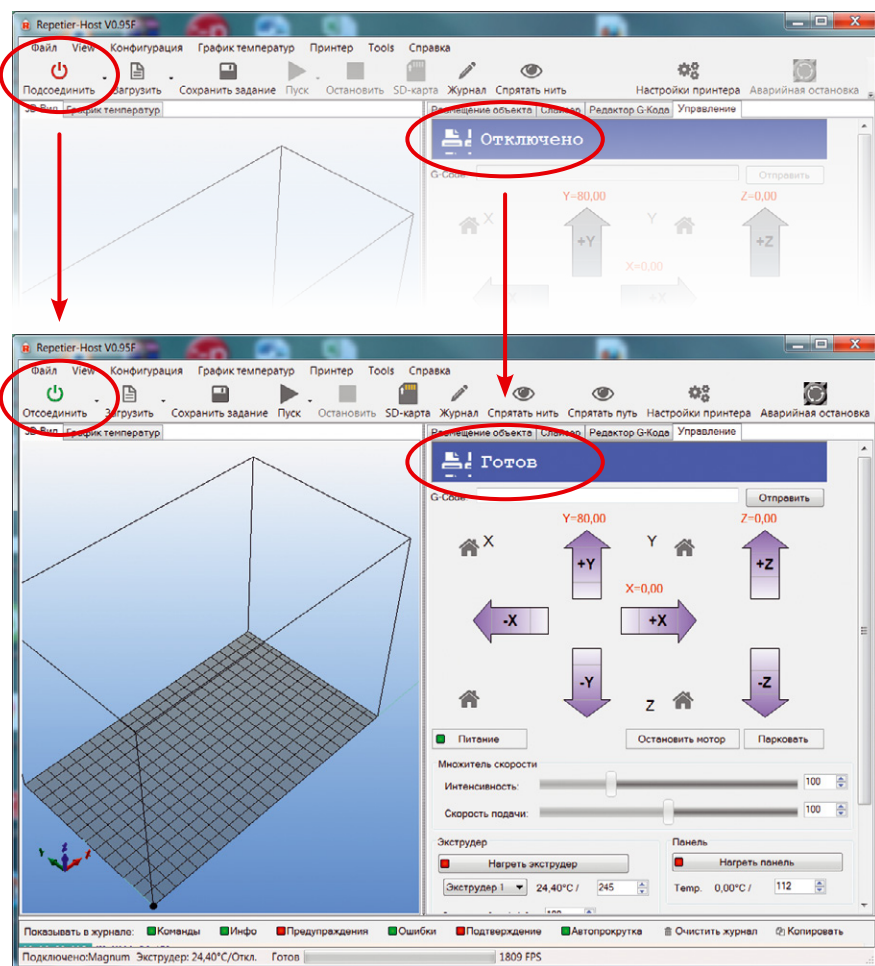 Repetier-Host V0.95F
Файл View Конфигурация График температур Принтер Tools Справка
Подсоединить Загрузить Сохранить задание Пуск Остановить SD-карта Журнал Спрятать нить Настройки принтера Аварийная остановка
3D Вид График температур Размещение объекта Слайсер Редактор G-Кода Управление
Отключено
G-Code Отправить
Y=80,00 Z=0,00
X Y
+Y +Z
X=0,00
+X
Repetier-Host V0.95F
Файл View Конфигурация График температур Принтер Tools Справка
Отсоединить Загрузить Сохранить задание Пуск Остановить SD-карта Журнал Спрятать нить Спрятать путь Настройки принтера Аварийная остановка
3D Вид График температур Размещение объекта Слайсер Редактор G-Кода Управление
Готов
G-Code Отправить
Y=80,00 Z=0,00
X Y
+Y +Z
X=0,00
-X +X
-Y -Z
Z
Питание Остановить мотор Парковать
Множитель скорости
Интенсивность: 100
Скорость подачи: 100
Экструдер Панель
Нагреть экструдер Нагреть панель
Экструдер 1 24,40°C / 245 Temp. 0,00°C / 112
Показывать в журнале: Команды Инфо Предупраждения Ошибки Подтверждение Автопрокрутка Очистить журнал Копировать
Подключено:Magnum Экструдер: 24,40°C/Откл. Готов 1809 FPS